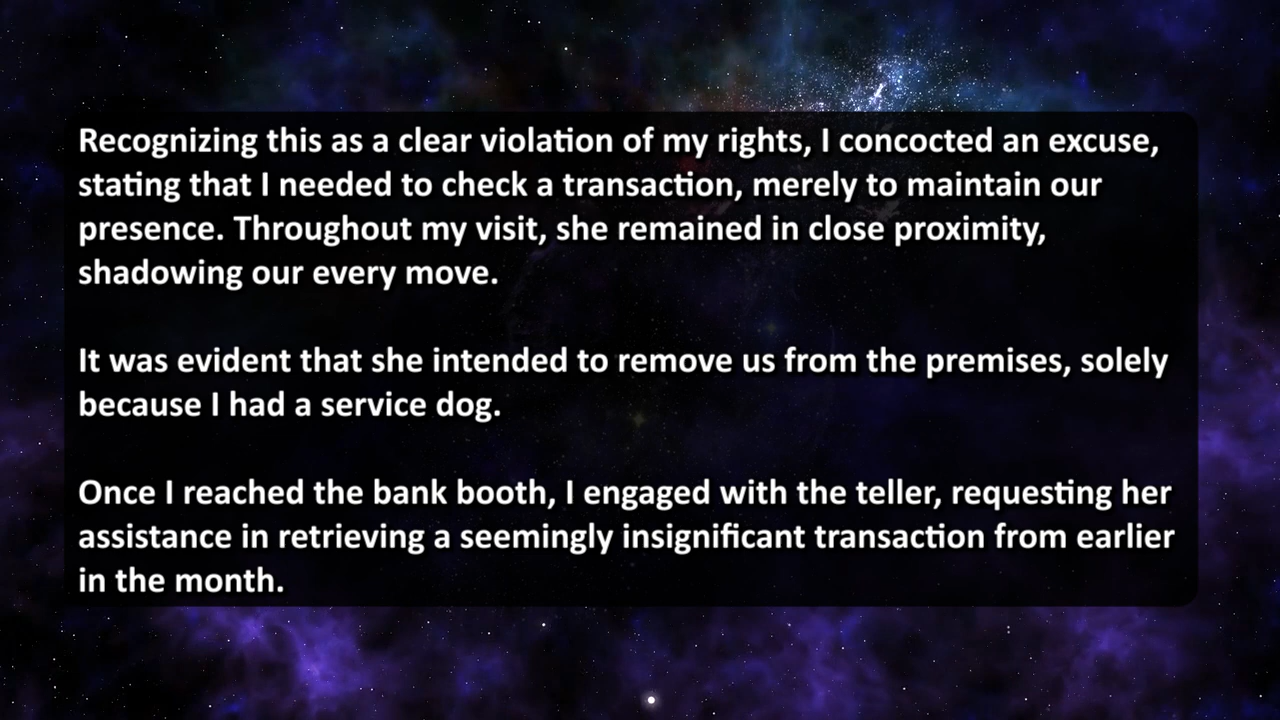 Recognizing this as a clear violation of my rights, I concocted an excuse,
stating that I needed to check a transaction, merely to maintain our
presence. Throughout my visit, she remained in close proximity,
shadowing our every move.
It was evident that she intended to remove us from the premises, solely
because I had a service dog.
Once I reached the bank booth, I engaged with the teller, requesting her
assistance in retrieving a seemingly insignificant transaction from earlier
in the month.